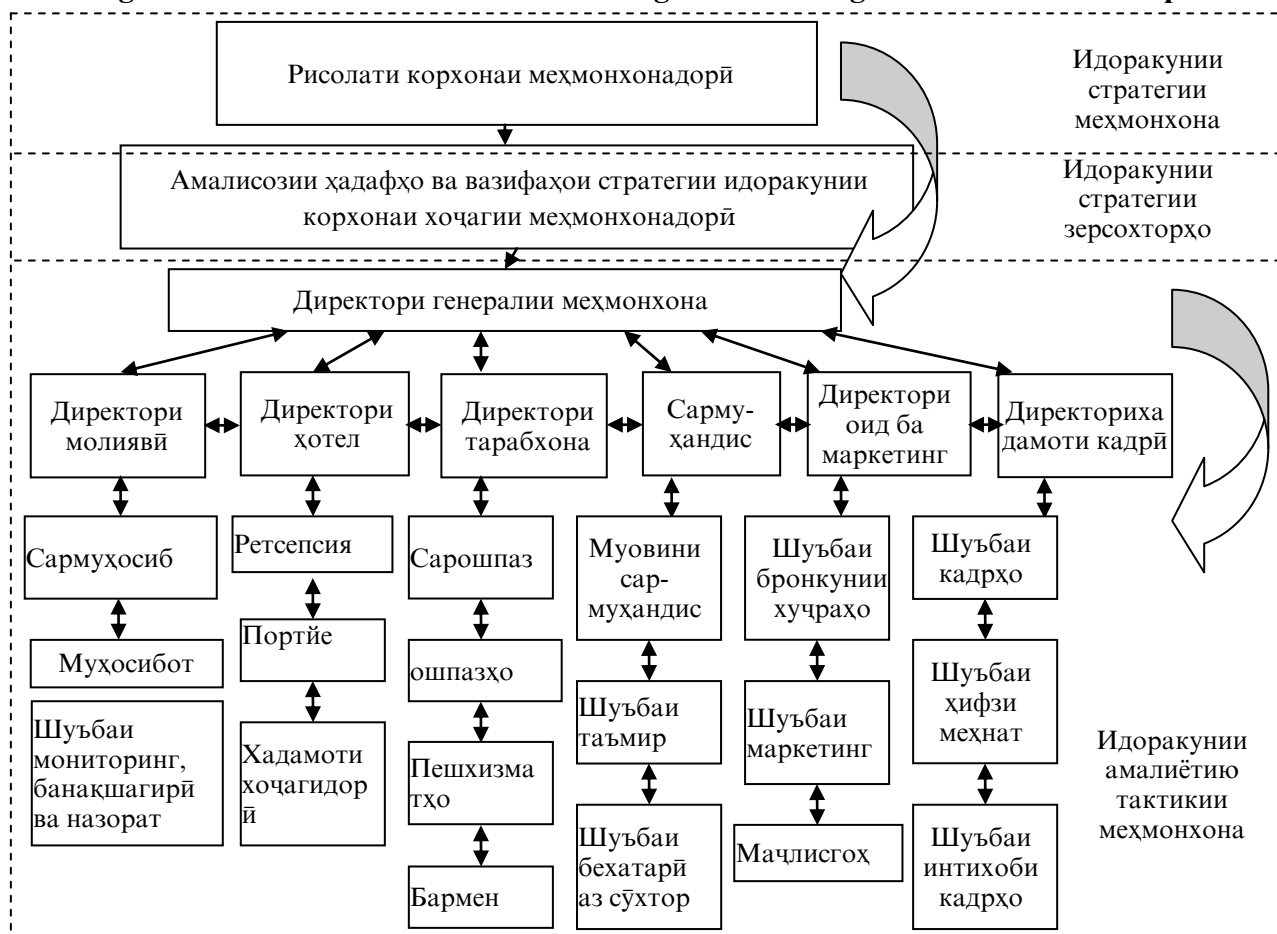 Рисолати корхонаи меҳмонхонадорӣ
Идоракунии
стратегии
меҳмонхона
Амалисозии ҳадафҳо ва вазифаҳои стратегии идоракунии
корхонаи хоҷагии меҳмонхонадорӣ
Идоракунии
стратегии
зерсохторҳо
Директори генералии меҳмонхона
Директори
молиявӣ
Директори
ҳотел
Директори
тарабхона
Сарму-
ҳандис
Директори
оид ба
маркетинг
Директориха
дамоти кадрӣ
Сармуҳосиб
Ретсепсия
Сарошпаз
Муовини
сар-
муҳандис
Шуъбаи
бронкунии
хуҷраҳо
Шуъбаи
кадрҳо
Муҳосибот
Портйе
ошпазҳо
Шуъбаи
таъмир
Шуъбаи
маркетинг
Шуъбаи
ҳифзи
меҳнат
Шуъбаи
мониторинг,
банақшагирӣ
ва назорат
Хадамоти
хоҷагидор
ӣ
Пешхизма
тҳо
Шуъбаи
бехатарӣ
аз сӯхтор
Маҷлисгоҳ
Шуъбаи
интихоби
кадрҳо
Бармен
Идоракунии
амалиётию
тактикии
меҳмонхона